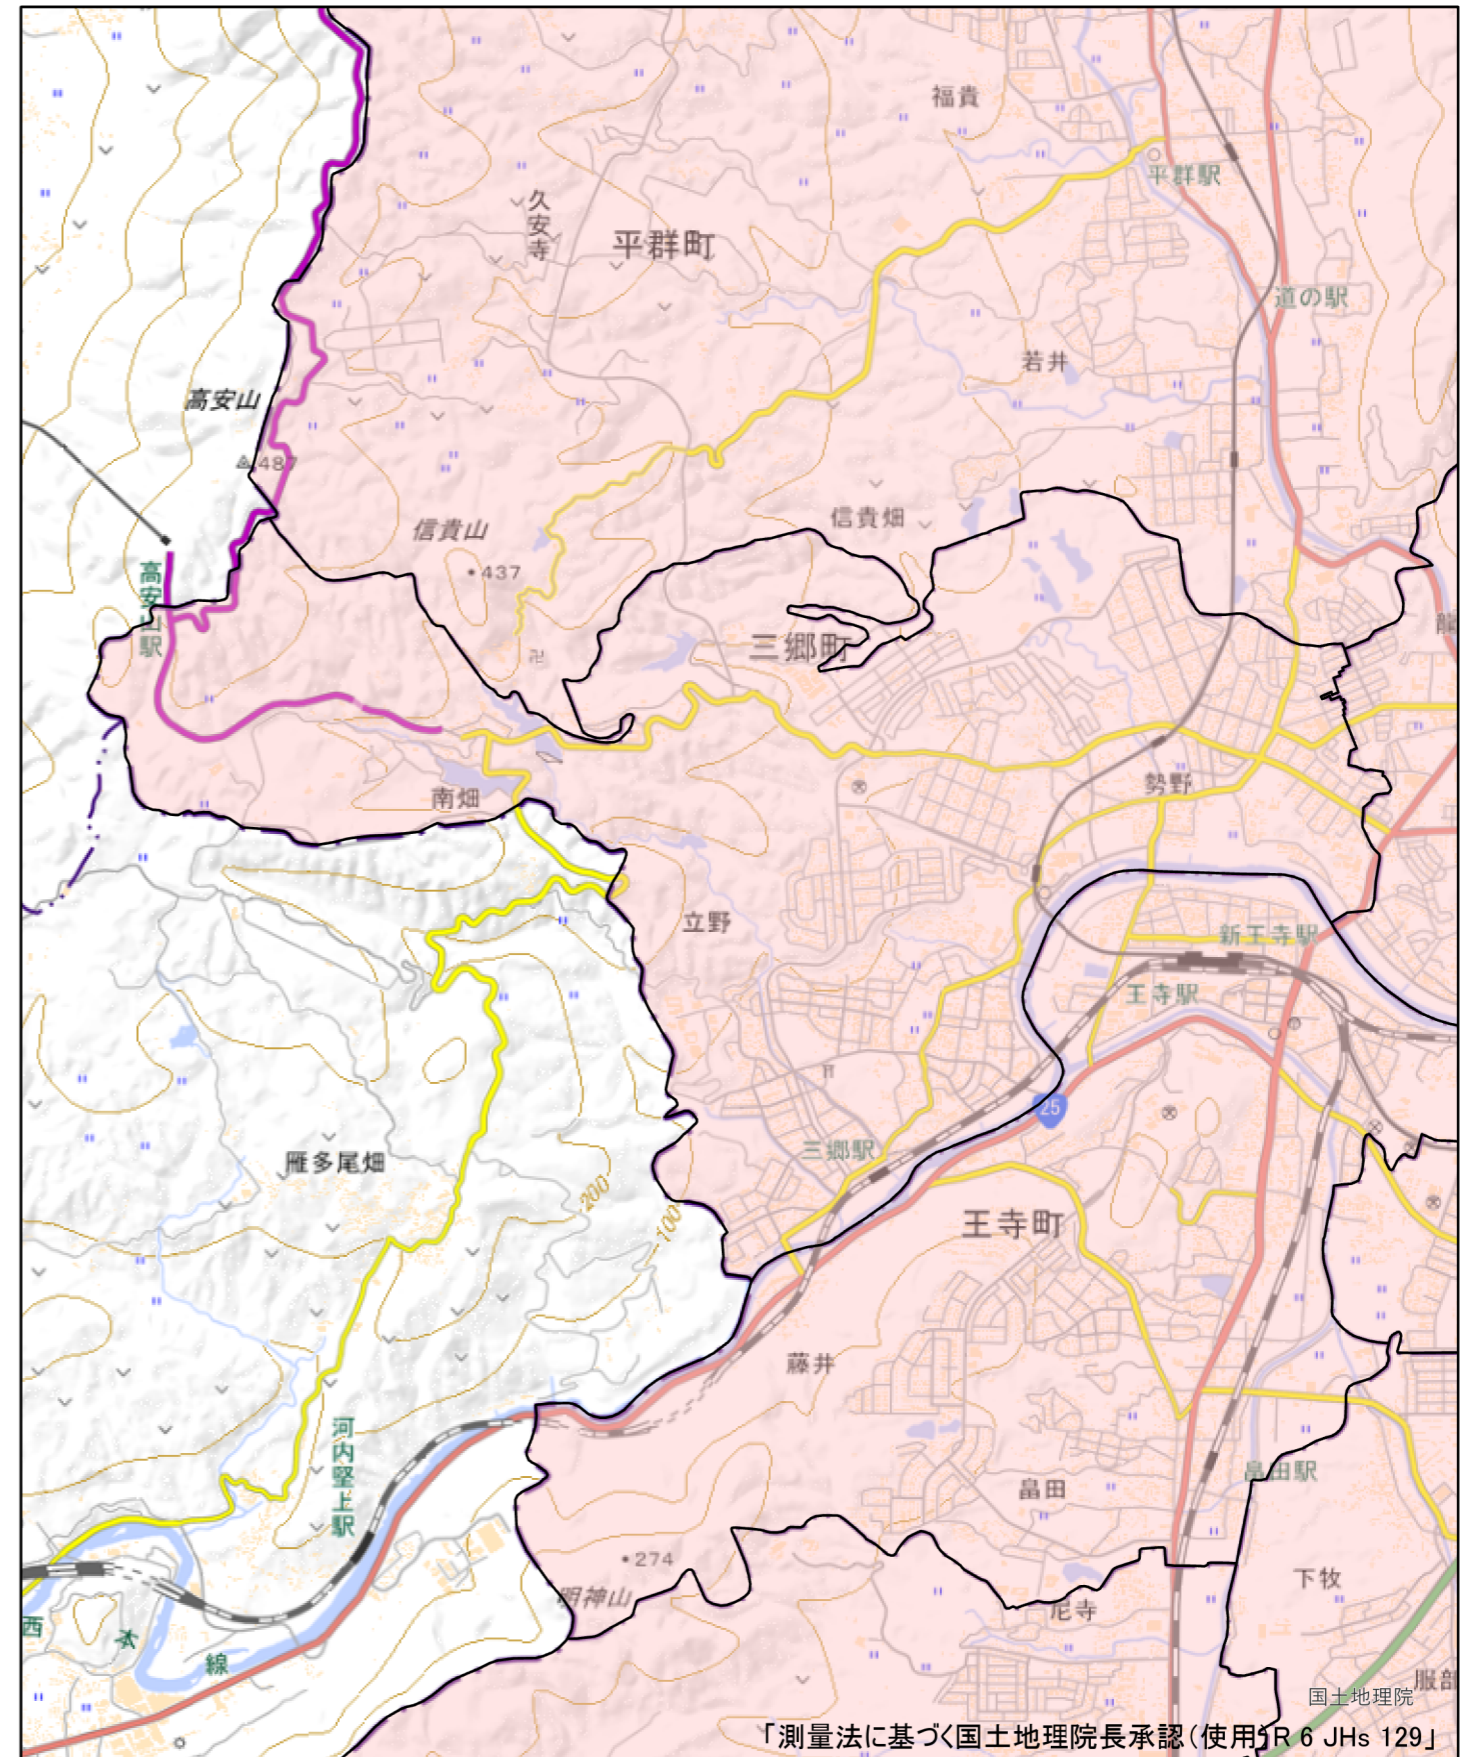 福貴
平群駅
久安寺
平群町
道の駅
若井
高安山
487
信貴山
信貴畑
437
高安山駅
三郷町
南畑
勢野
立野
新王寺駅
王寺駅
25
三郷駅
雁多尾畑
200
100
王寺町
藤井
河内堅上駅
畠田駅
畠田
274
明神山
下牧
尼寺
西
本
線
服部
国土地理院
「測量法に基づく国土地理院長承認(使用)R 6 JHs 129」